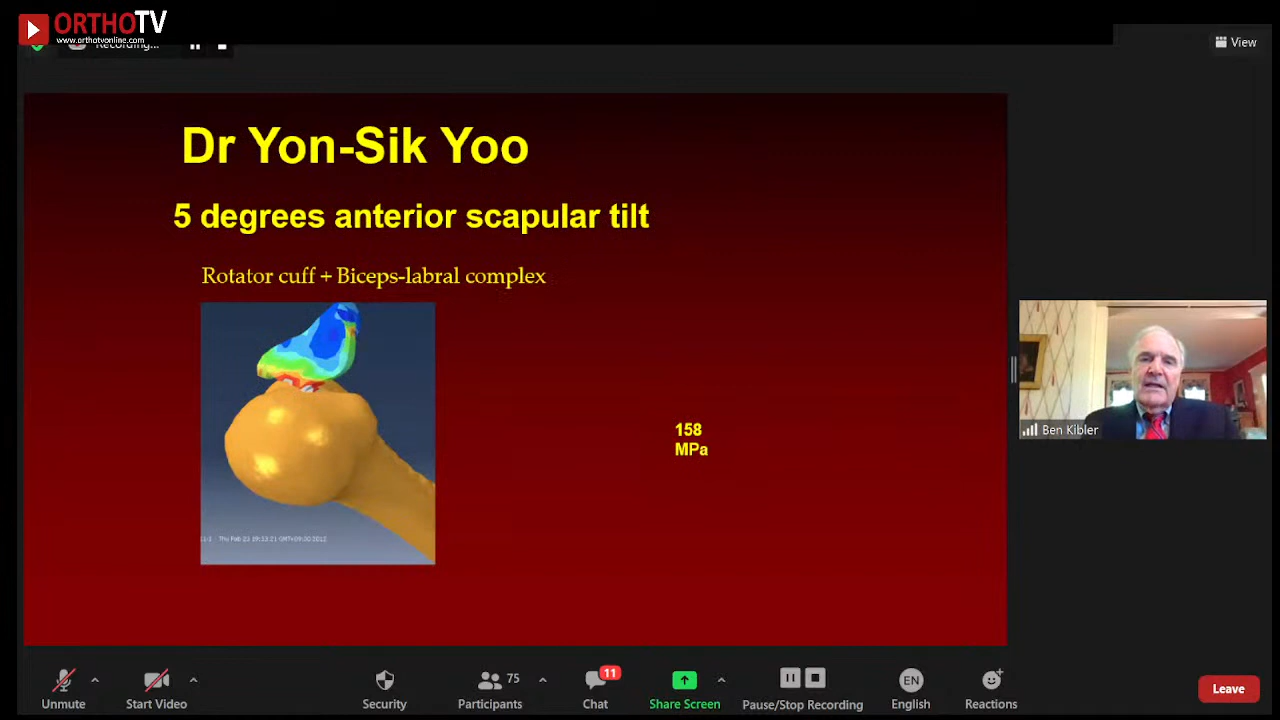 ORTHOTV
www.orthotvonline.com
Recording...
View
Dr Yon-Sik Yoo
5 degrees anterior scapular tilt
Rotator cuff + Biceps-labral complex
158
MPa
Ben Kibler
Unmute
Start Video
Security
75
Participants
11
Chat
Share Screen
Pause/Stop Recording
EN
English
Reactions
Leave